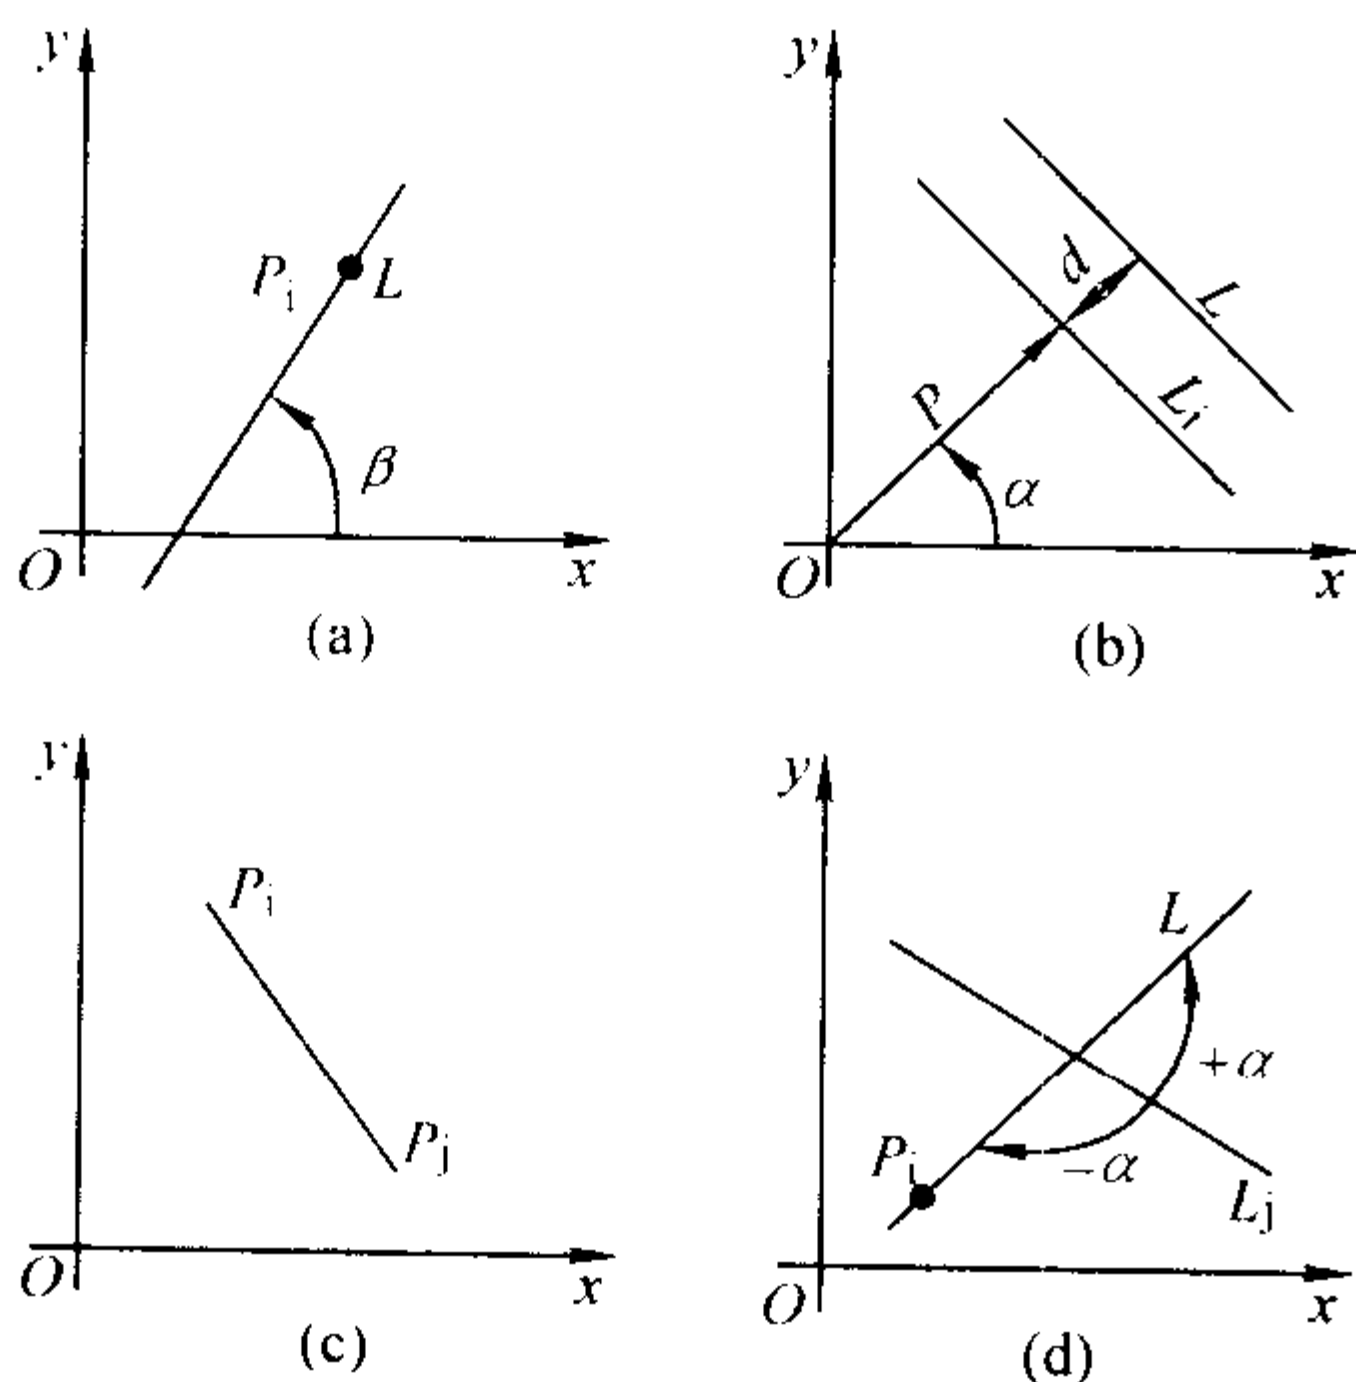 y
P_i
L
β
O
x
(a)
y
d
L
P
L_i
α
O
x
(b)
y
P_i
P_j
O
x
(c)
y
L
+α
P_i
−α
L_j
O
x
(d)